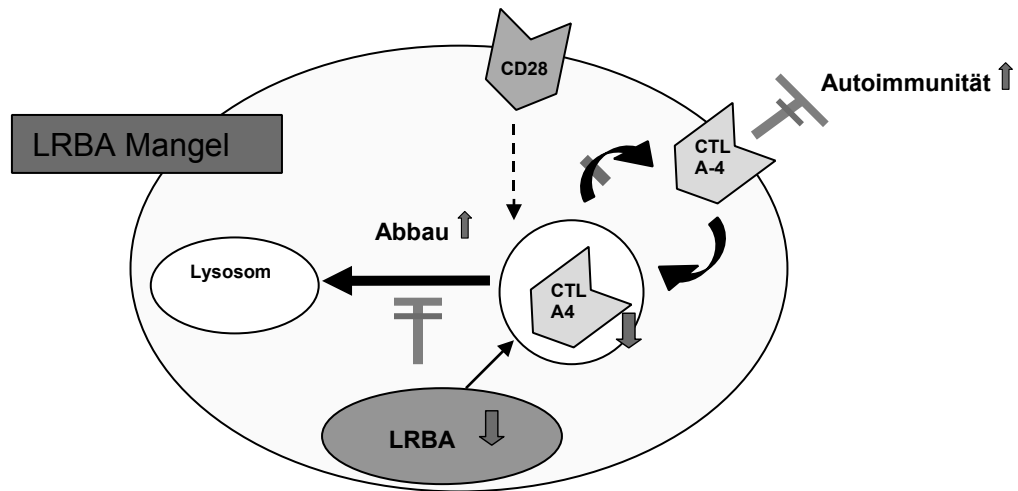 CD28
Autoimmunität
LRBA Mangel
CTL
A-4
Abbau
Lysosom
CTL
A4
LRBA